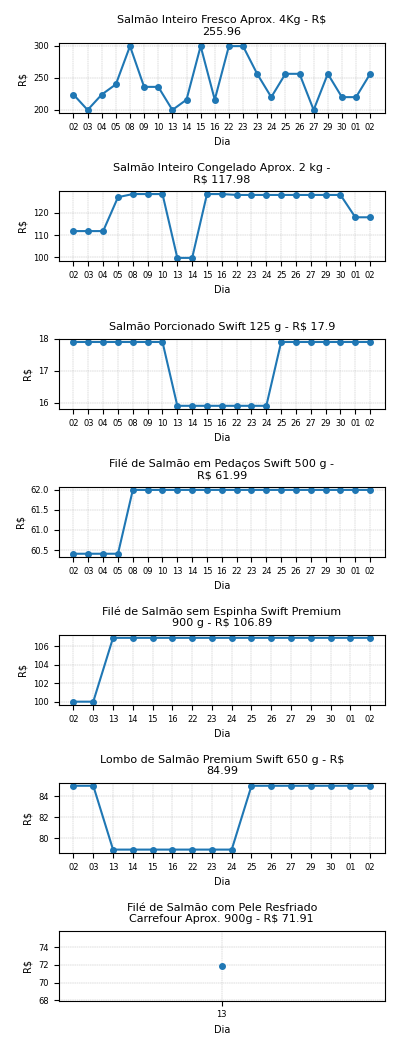 Salmão Inteiro Fresco Aprox. 4Kg - R$
255.96
300
250
200
R$
02 03 04 05 08 09 10 13 14 15 16 22 23 23 24 25 26 27 29 30 01 02
Dia
Salmão Inteiro Congelado Aprox. 2 kg -
R$ 117.98
120
110
100
R$
02 03 04 05 08 09 10 13 14 15 16 22 23 24 25 26 27 29 30 01 02
Dia
Salmão Porcionado Swift 125 g - R$ 17.9
18
17
16
R$
02 03 04 05 08 09 10 13 14 15 16 22 23 24 25 26 27 29 30 01 02
Dia
Filé de Salmão em Pedaços Swift 500 g -
R$ 61.99
62.0
61.5
61.0
60.5
R$
02 03 04 05 08 09 10 13 14 15 16 22 23 24 25 26 27 29 30 01 02
Dia
Filé de Salmão sem Espinha Swift Premium
900 g - R$ 106.89
106
104
102
100
R$
02 03 13 14 15 16 22 23 24 25 26 27 29 30 01 02
Dia
Lombo de Salmão Premium Swift 650 g - R$
84.99
84
82
80
R$
02 03 13 14 15 16 22 23 24 25 26 27 29 30 01 02
Dia
Filé de Salmão com Pele Resfriado
Carrefour Aprox. 900g - R$ 71.91
74
72
70
68
R$
13
Dia